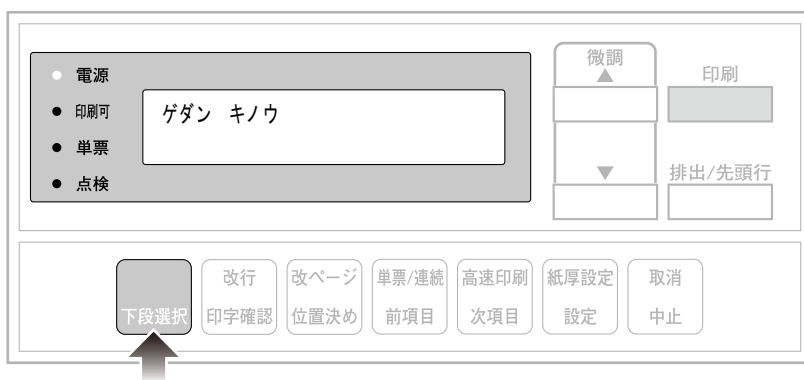 電源
印刷可
単票
点検
ゲダン キノウ
微調
▲
▼
印刷
排出/先頭行
下段選択
改行
印字確認
改ページ
位置決め
単票/連続
前項目
高速印刷
次項目
紙厚設定
設定
取消
中止